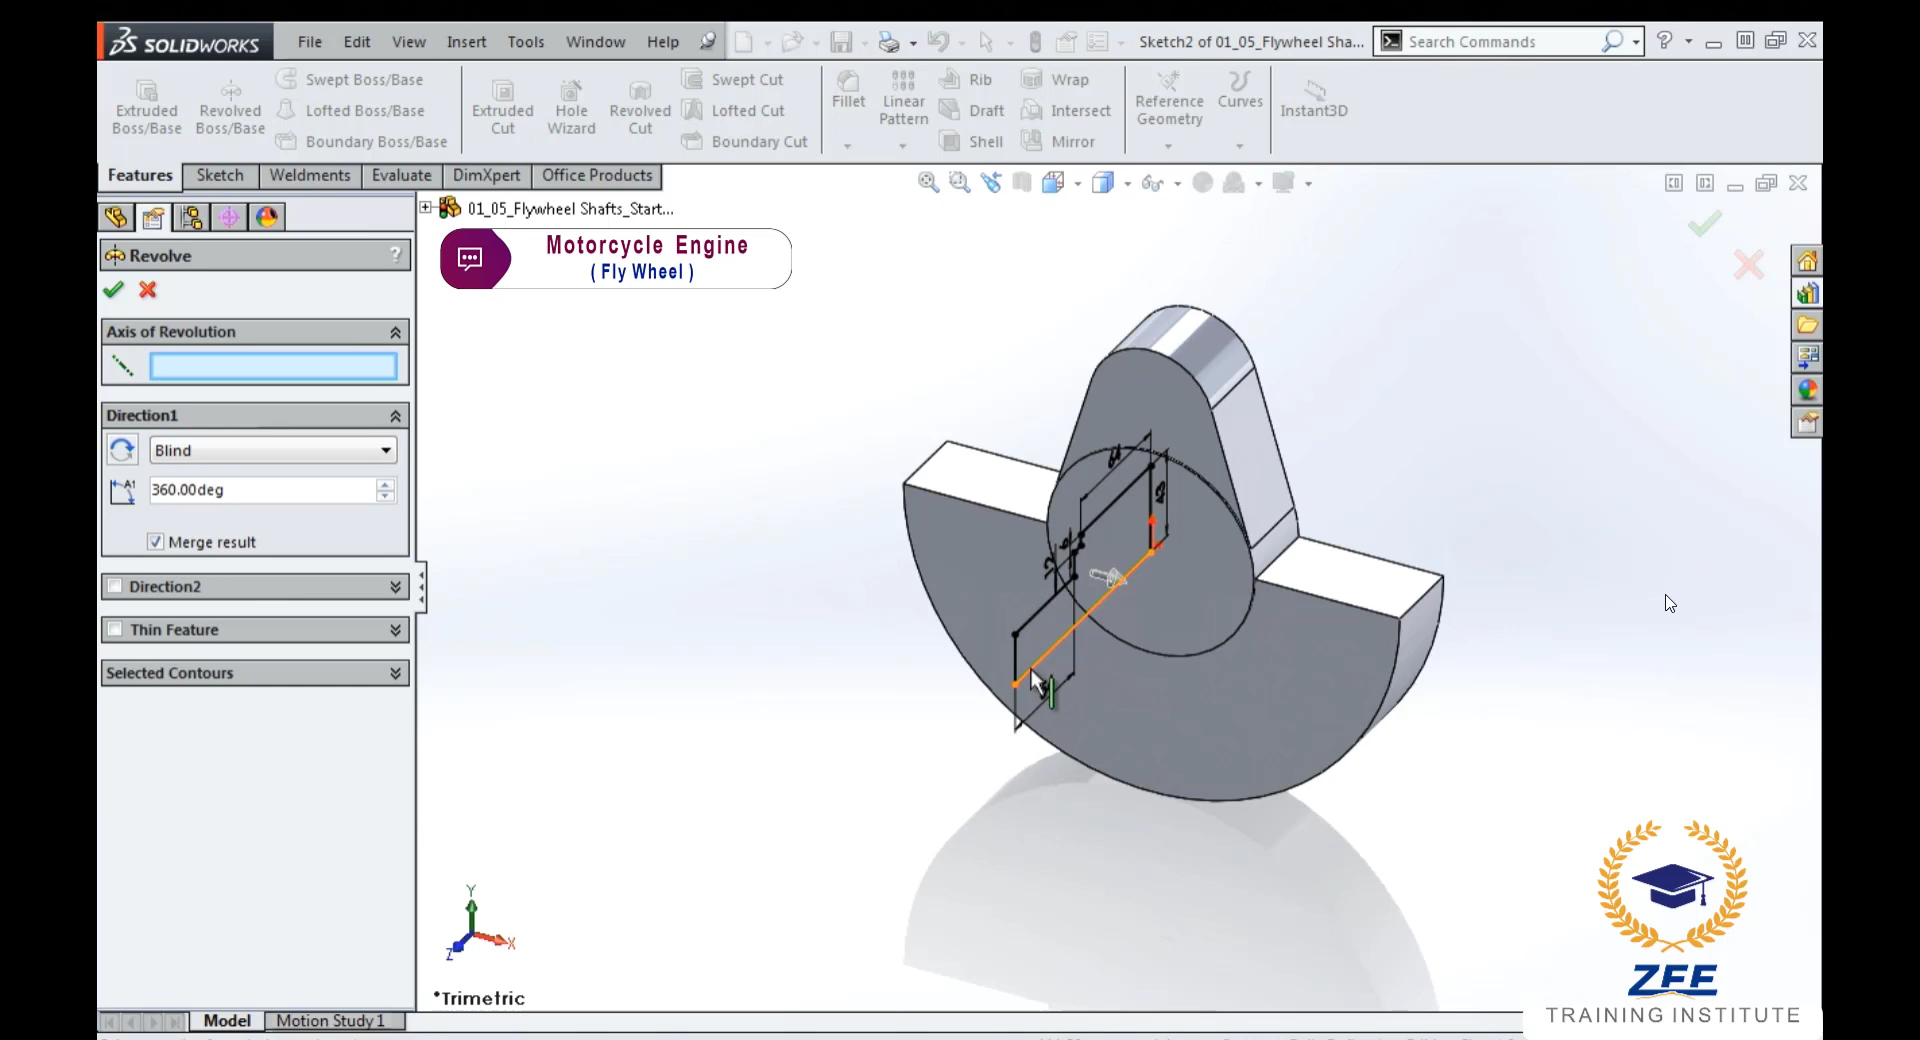 SOLIDWORKS File Edit View Insert Tools Window Help Sketch2 of 01_05_Flywheel Sha... Search Commands
Extruded Boss/Base
Revolved Boss/Base
Swept Boss/Base
Lofted Boss/Base
Boundary Boss/Base
Extruded Cut
Hole Wizard
Revolved Cut
Swept Cut
Lofted Cut
Boundary Cut
Fillet
Linear Pattern
Rib
Draft
Shell
Wrap
Intersect
Mirror
Reference Geometry
Curves
Instant3D
Features Sketch Weldments Evaluate DimXpert Office Products
01_05_Flywheel Shafts_Start...
Motorcycle Engine
( Fly Wheel )
Revolve ?
Axis of Revolution
Direction1
Blind
A1
360.00deg
Merge result
Direction2
Thin Feature
Selected Contours
Y
X
Z
*Trimetric
Model Motion Study 1
ZFE
TRAINING INSTITUTE